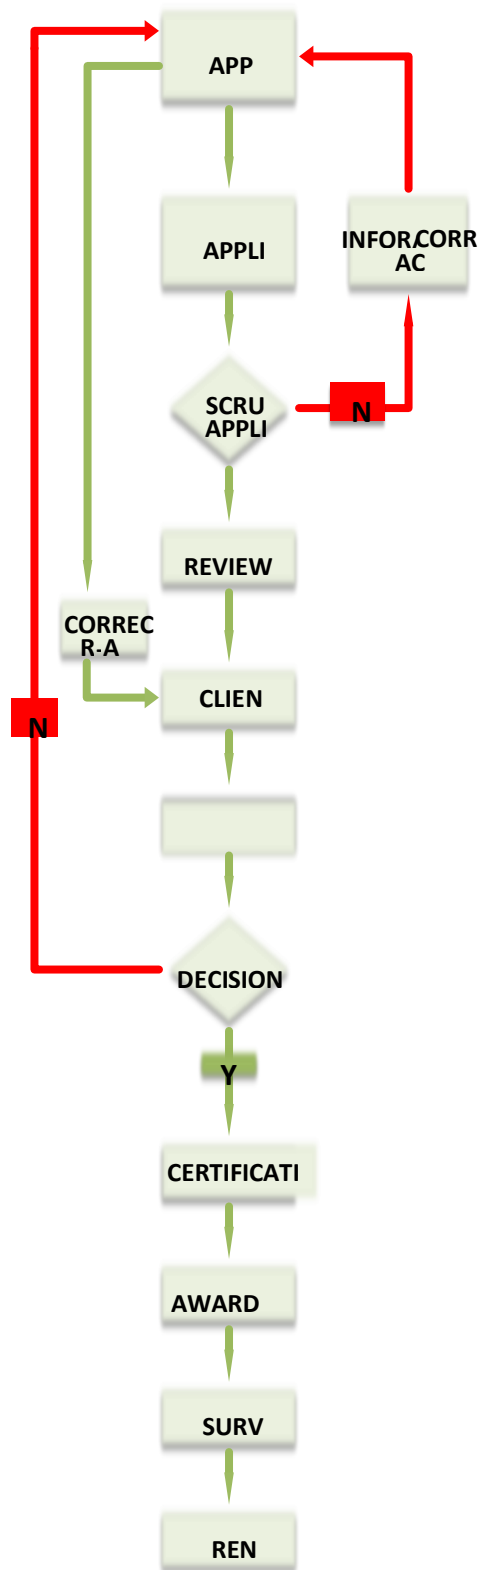 APP
APPLI
INFOR/CORR
AC
SCRU
APPLI
N
REVIEW
CORREC
R-A
CLIEN
N
DECISION
Y
CERTIFICATI
AWARD
SURV
REN